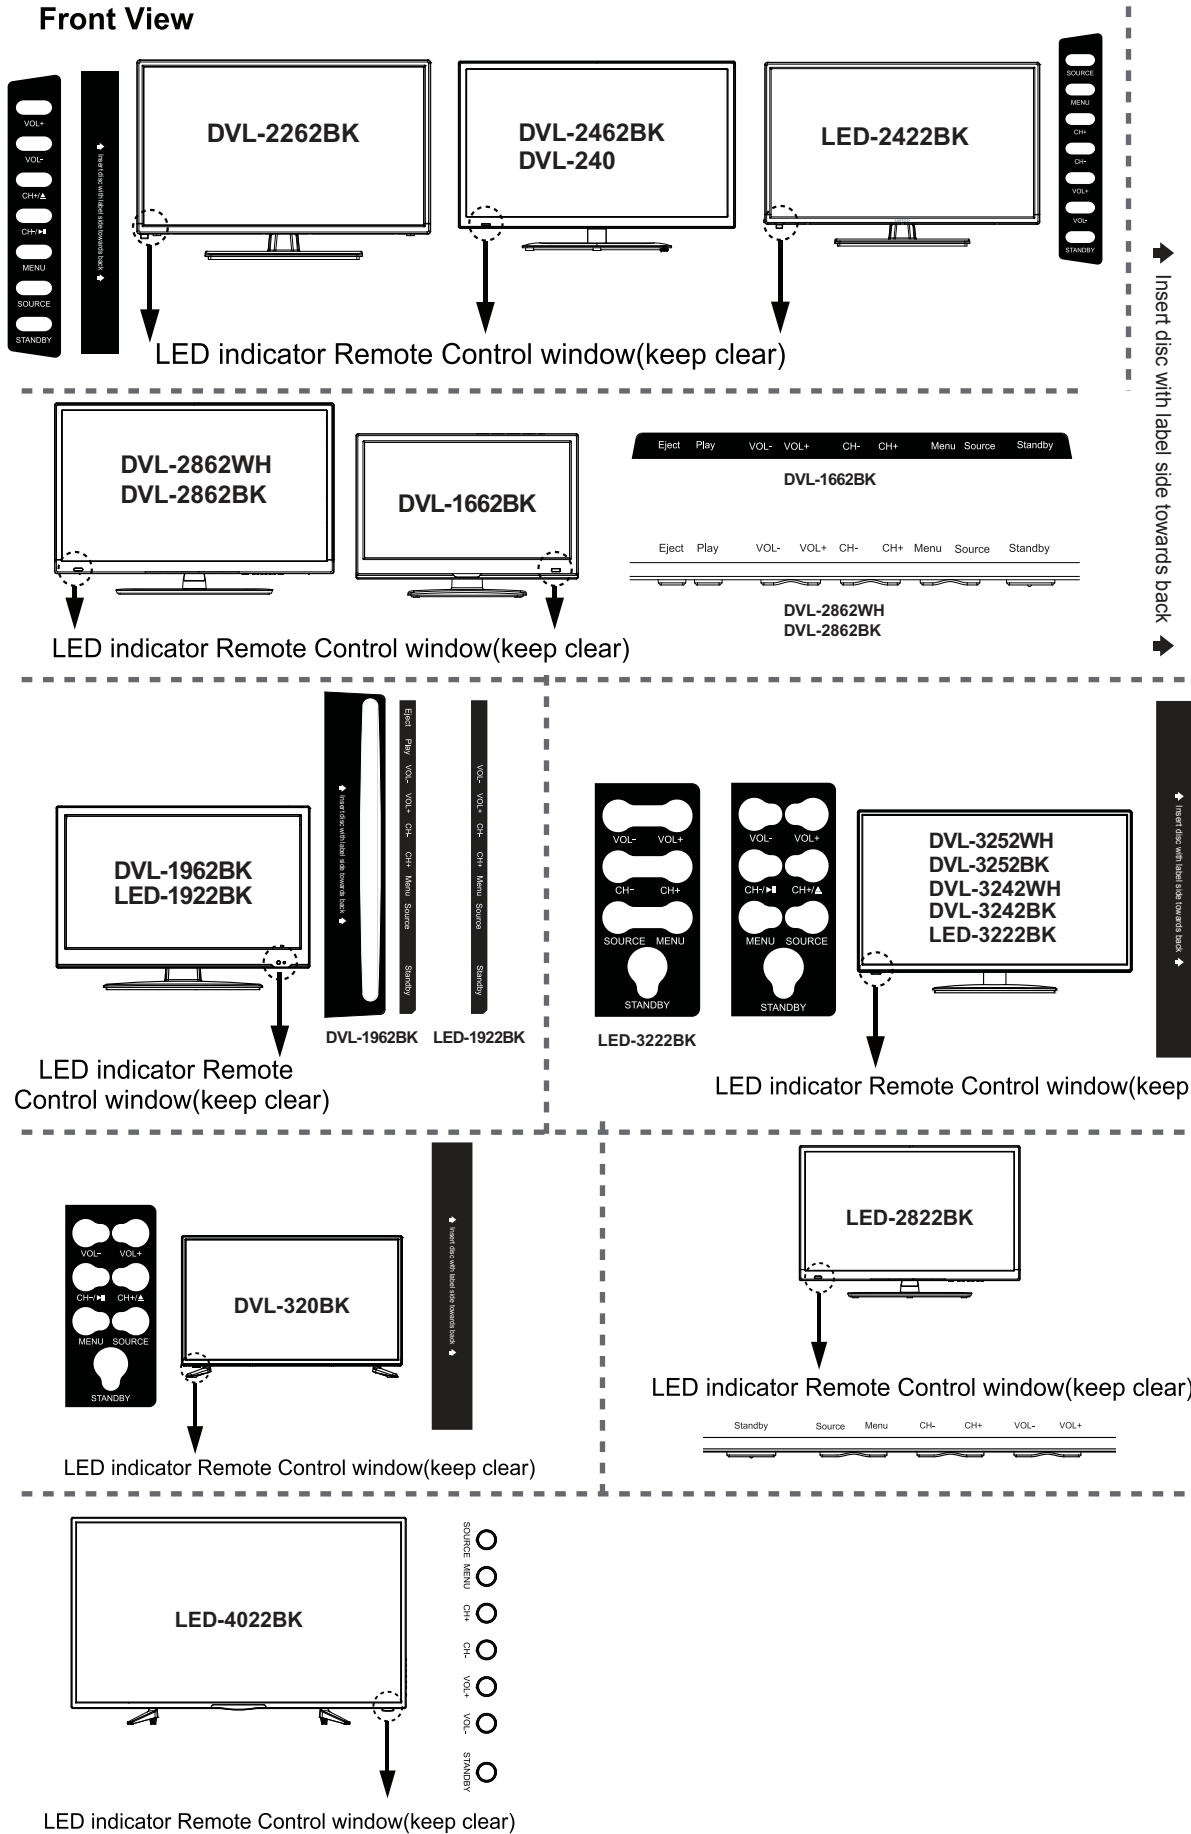 Front View
VOL+
VOL-
CH+/▲
CH-/►II
MENU
SOURCE
STANDBY
Insert disc with label side towards back
DVL-2262BK
DVL-2462BK
DVL-240
LED-2422BK
SOURCE
MENU
CH+
CH-
VOL+
VOL-
STANDBY
LED indicator Remote Control window(keep clear)
Insert disc with label side towards back
DVL-2862WH
DVL-2862BK
DVL-1662BK
Eject Play VOL- VOL+ CH- CH+ Menu Source Standby
DVL-1662BK
Eject Play VOL- VOL+ CH- CH+ Menu Source Standby
DVL-2862WH
DVL-2862BK
LED indicator Remote Control window(keep clear)
DVL-1962BK
LED-1922BK
Insert disc with label side towards back
Eject Play VOL- VOL+ CH- CH+ Menu Source Standby
VOL- VOL+ CH- CH+ Menu Source Standby
DVL-1962BK LED-1922BK
LED indicator Remote
Control window(keep clear)
VOL- VOL+
CH- CH+
SOURCE MENU
STANDBY
LED-3222BK
VOL- VOL+
CH-/►II CH+/▲
MENU SOURCE
STANDBY
DVL-3252WH
DVL-3252BK
DVL-3242WH
DVL-3242BK
LED-3222BK
Insert disc with label side towards back
LED indicator Remote Control window(keep
VOL- VOL+
CH-/►II CH+/▲
MENU SOURCE
STANDBY
DVL-320BK
Insert disc with label side towards back
LED indicator Remote Control window(keep clear)
LED-2822BK
LED indicator Remote Control window(keep clear)
Standby Source Menu CH- CH+ VOL- VOL+
LED-4022BK
SOURCE
MENU
CH+
CH-
VOL+
VOL-
STANDBY
LED indicator Remote Control window(keep clear)